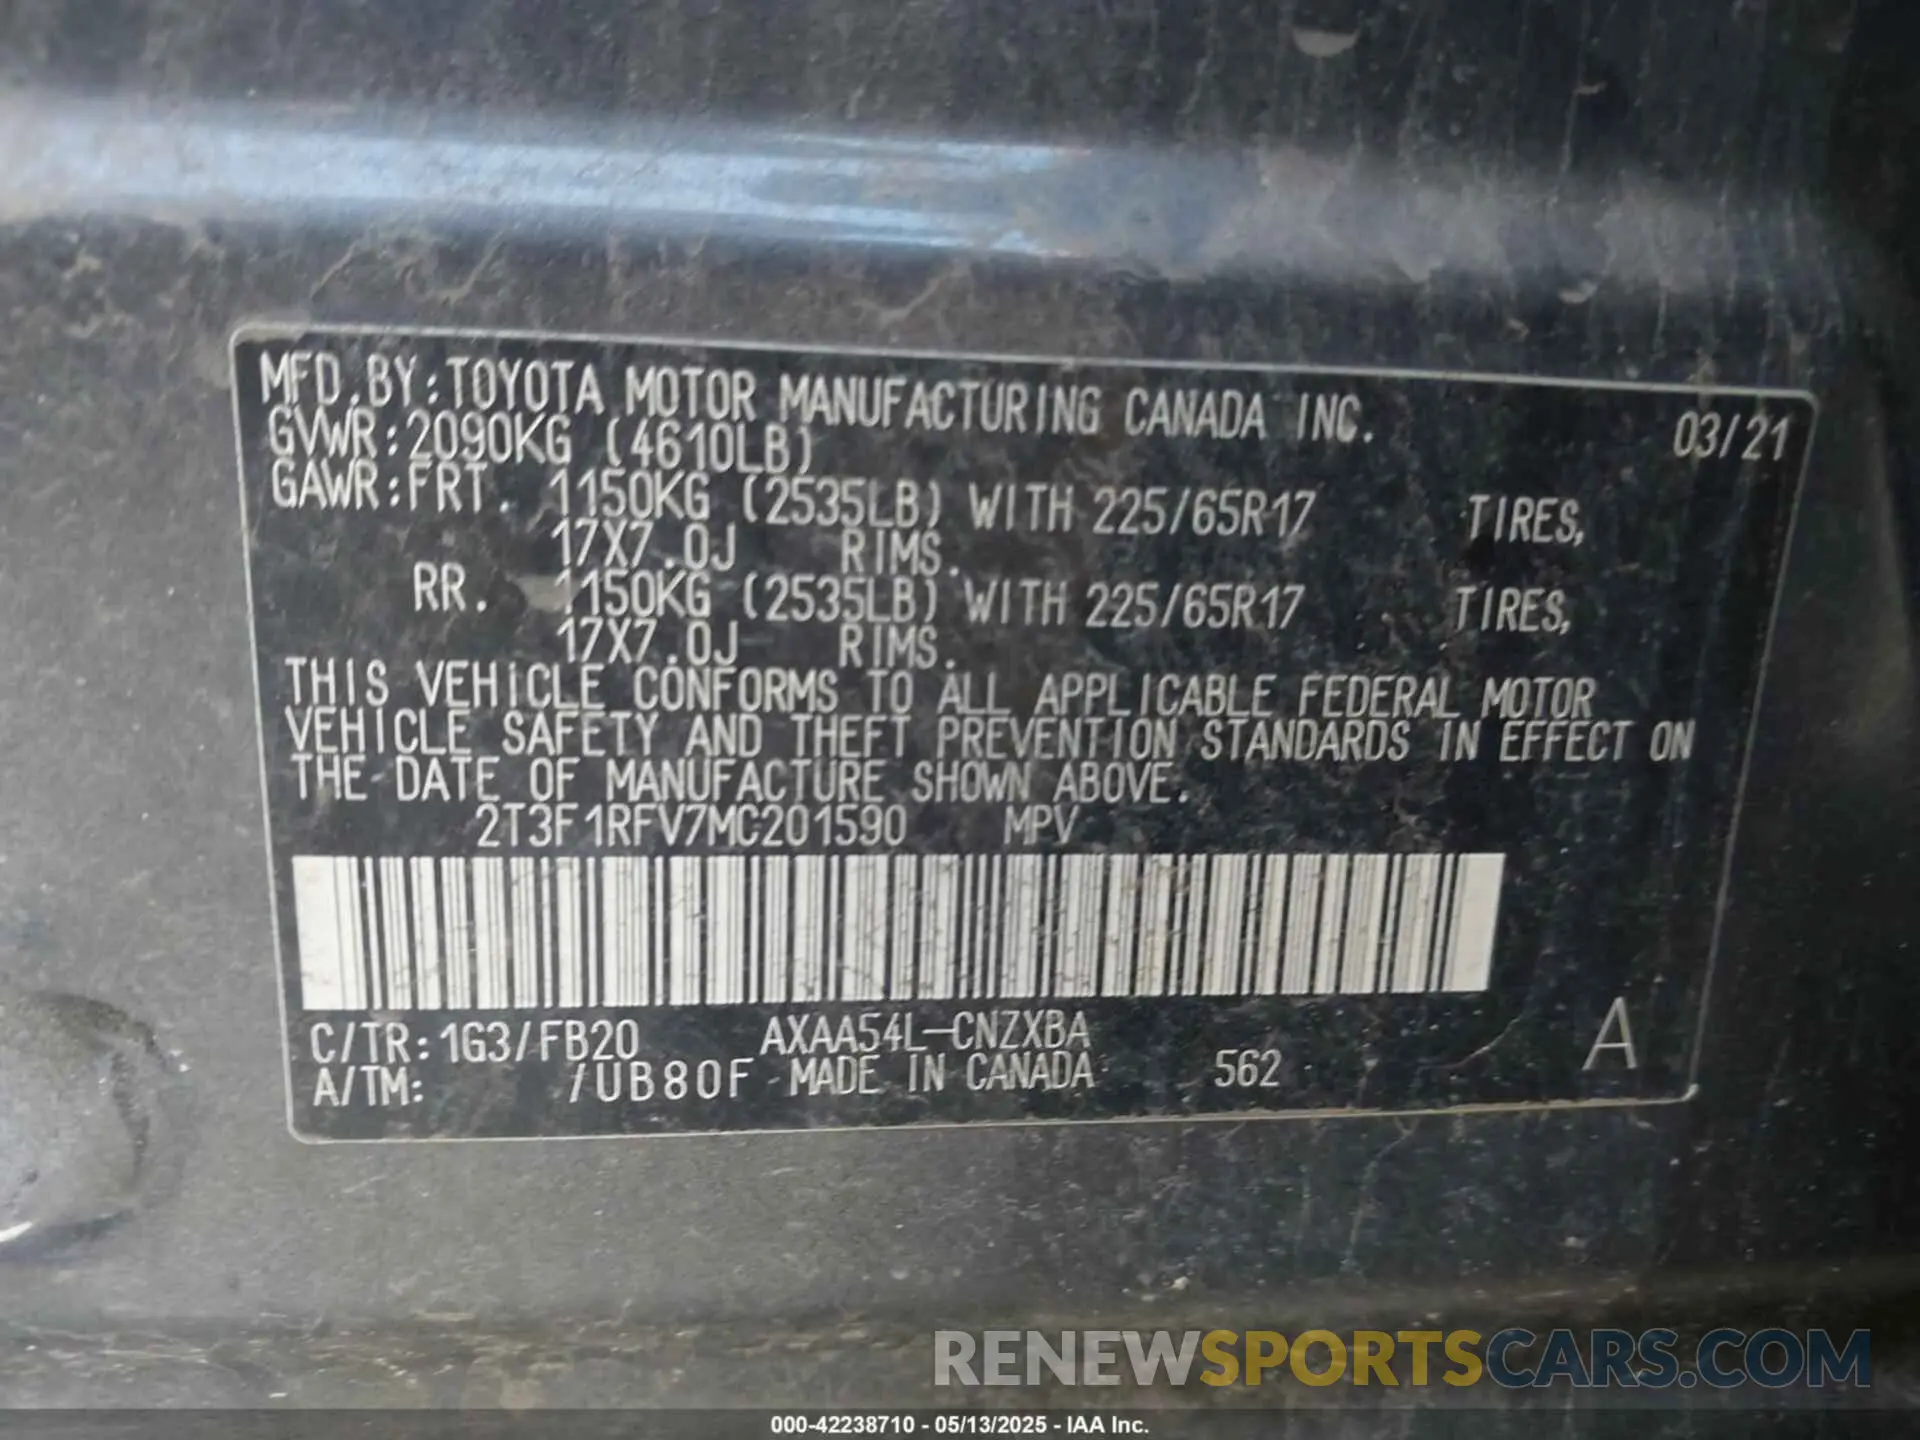 MFD.BY:TOYOTA MOTOR MANUFACTURING CANADA INC. 03/21
GVWR:2090KG (4610LB)
GAWR:FRT. 1150KG (2535LB) WITH 225/65R17 TIRES,
17X7.0J RIMS.
RR. 1150KG (2535LB) WITH 225/65R17 TIRES,
17X7.0J RIMS.
THIS VEHICLE CONFORMS TO ALL APPLICABLE FEDERAL MOTOR
VEHICLE SAFETY AND THEFT PREVENTION STANDARDS IN EFFECT ON
THE DATE OF MANUFACTURE SHOWN ABOVE.
2T3F1RFV7MC201590 MPV
C/TR:1G3/FB20 AXAA54L-CNZXBA
A/TM: /UB80F MADE IN CANADA 562 A
RENEWSPORTSCARS.COM
000-42238710 - 05/13/2025 - IAA Inc.